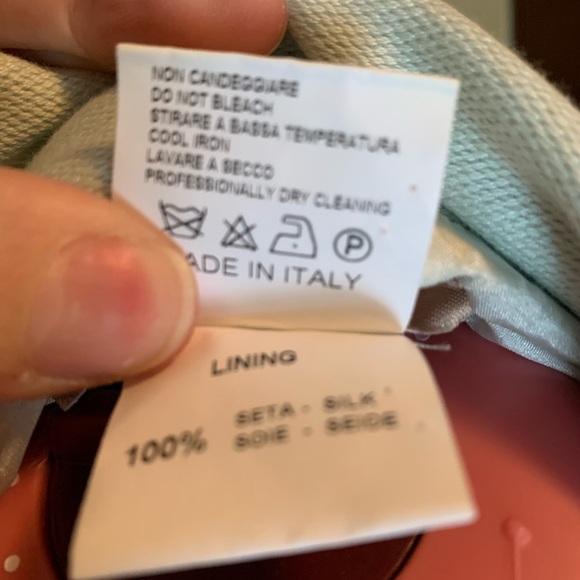 NON CANDEGGIARE
DO NOT BLEACH
STIRARE A BASSA TEMPERATURA
COOL IRON
LAVARE A SECCO
PROFESSIONALLY DRY CLEANING
P
ADE IN ITALY
LINING
100% SETA - SILK
SOIE - SEIDE